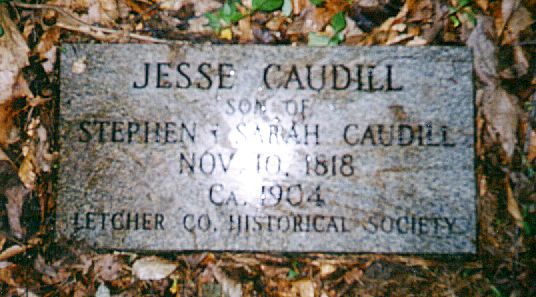 JESSE CAUDILL
SON OF
STEPHEN & SARAH CAUDILL
NOV. 10, 1818
CA. 1904
LETCHER CO. HISTORICAL SOCIETY